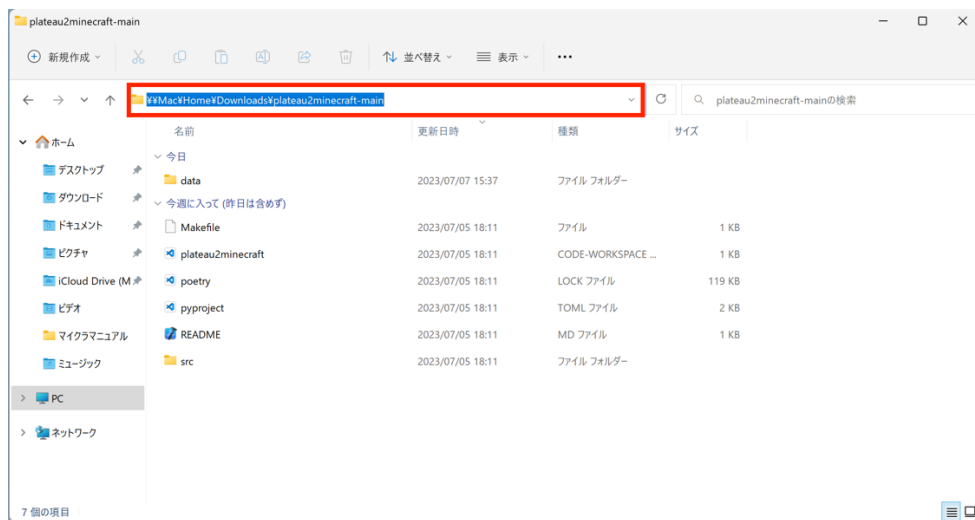 plateau2minecraft-main
新規作成 並べ替え 表示
¥¥Mac¥Home¥Downloads¥plateau2minecraft-main plateau2minecraft-mainの検索
名前 更新日時 種類 サイズ
ホーム
デスクトップ
ダウンロード
ドキュメント
ピクチャ
iCloud Drive (M
ビデオ
マイクラマニュアル
ミュージック
PC
ネットワーク
今日
data 2023/07/07 15:37 ファイル フォルダー
今週に入って (昨日は含めず)
Makefile 2023/07/05 18:11 ファイル 1 KB
plateau2minecraft 2023/07/05 18:11 CODE-WORKSPACE ... 1 KB
poetry 2023/07/05 18:11 LOCK ファイル 119 KB
pyproject 2023/07/05 18:11 TOML ファイル 2 KB
README 2023/07/05 18:11 MD ファイル 1 KB
src 2023/07/05 18:11 ファイル フォルダー
7 個の項目